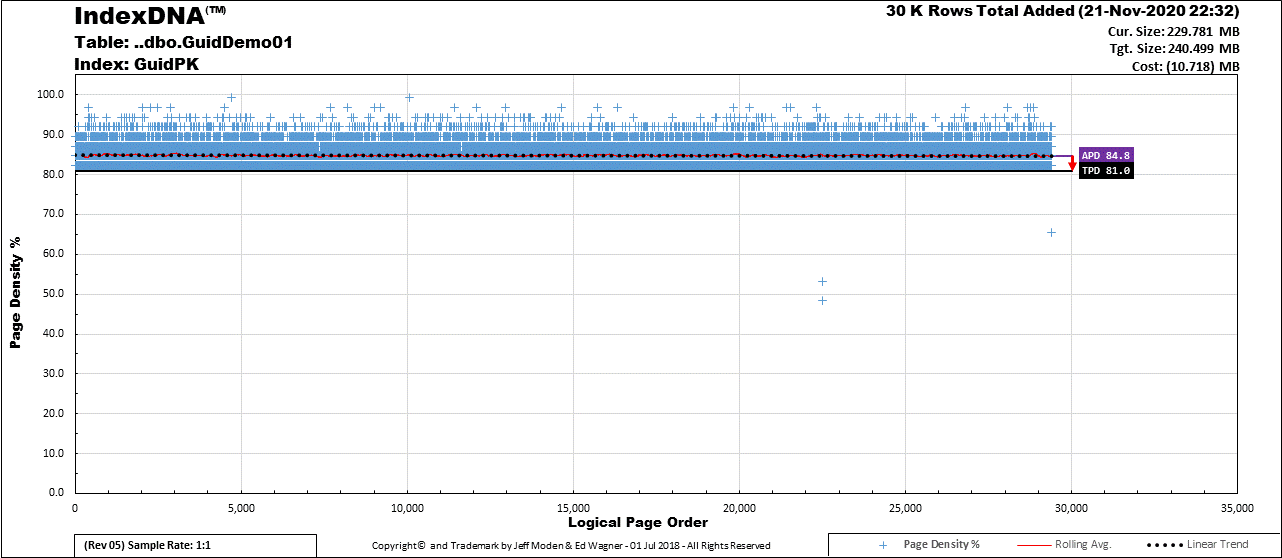 IndexDNA(TM)
30 K Rows Total Added (21-Nov-2020 22:32)
Table: ..dbo.GuidDemo01
Cur. Size: 229.781 MB
Tgt. Size: 240.499 MB
Index: GuidPK
Cost: (10.718) MB
Page Density %
100.0
90.0
80.0
70.0
60.0
50.0
40.0
30.0
20.0
10.0
0.0
APD 84.8
TPD 81.0
0
5,000
10,000
15,000
20,000
25,000
30,000
35,000
Logical Page Order
(Rev 05) Sample Rate: 1:1
Copyright© and Trademark by Jeff Moden & Ed Wagner - 01 Jul 2018 - All Rights Reserved
Page Density %
Rolling Avg.
Linear Trend